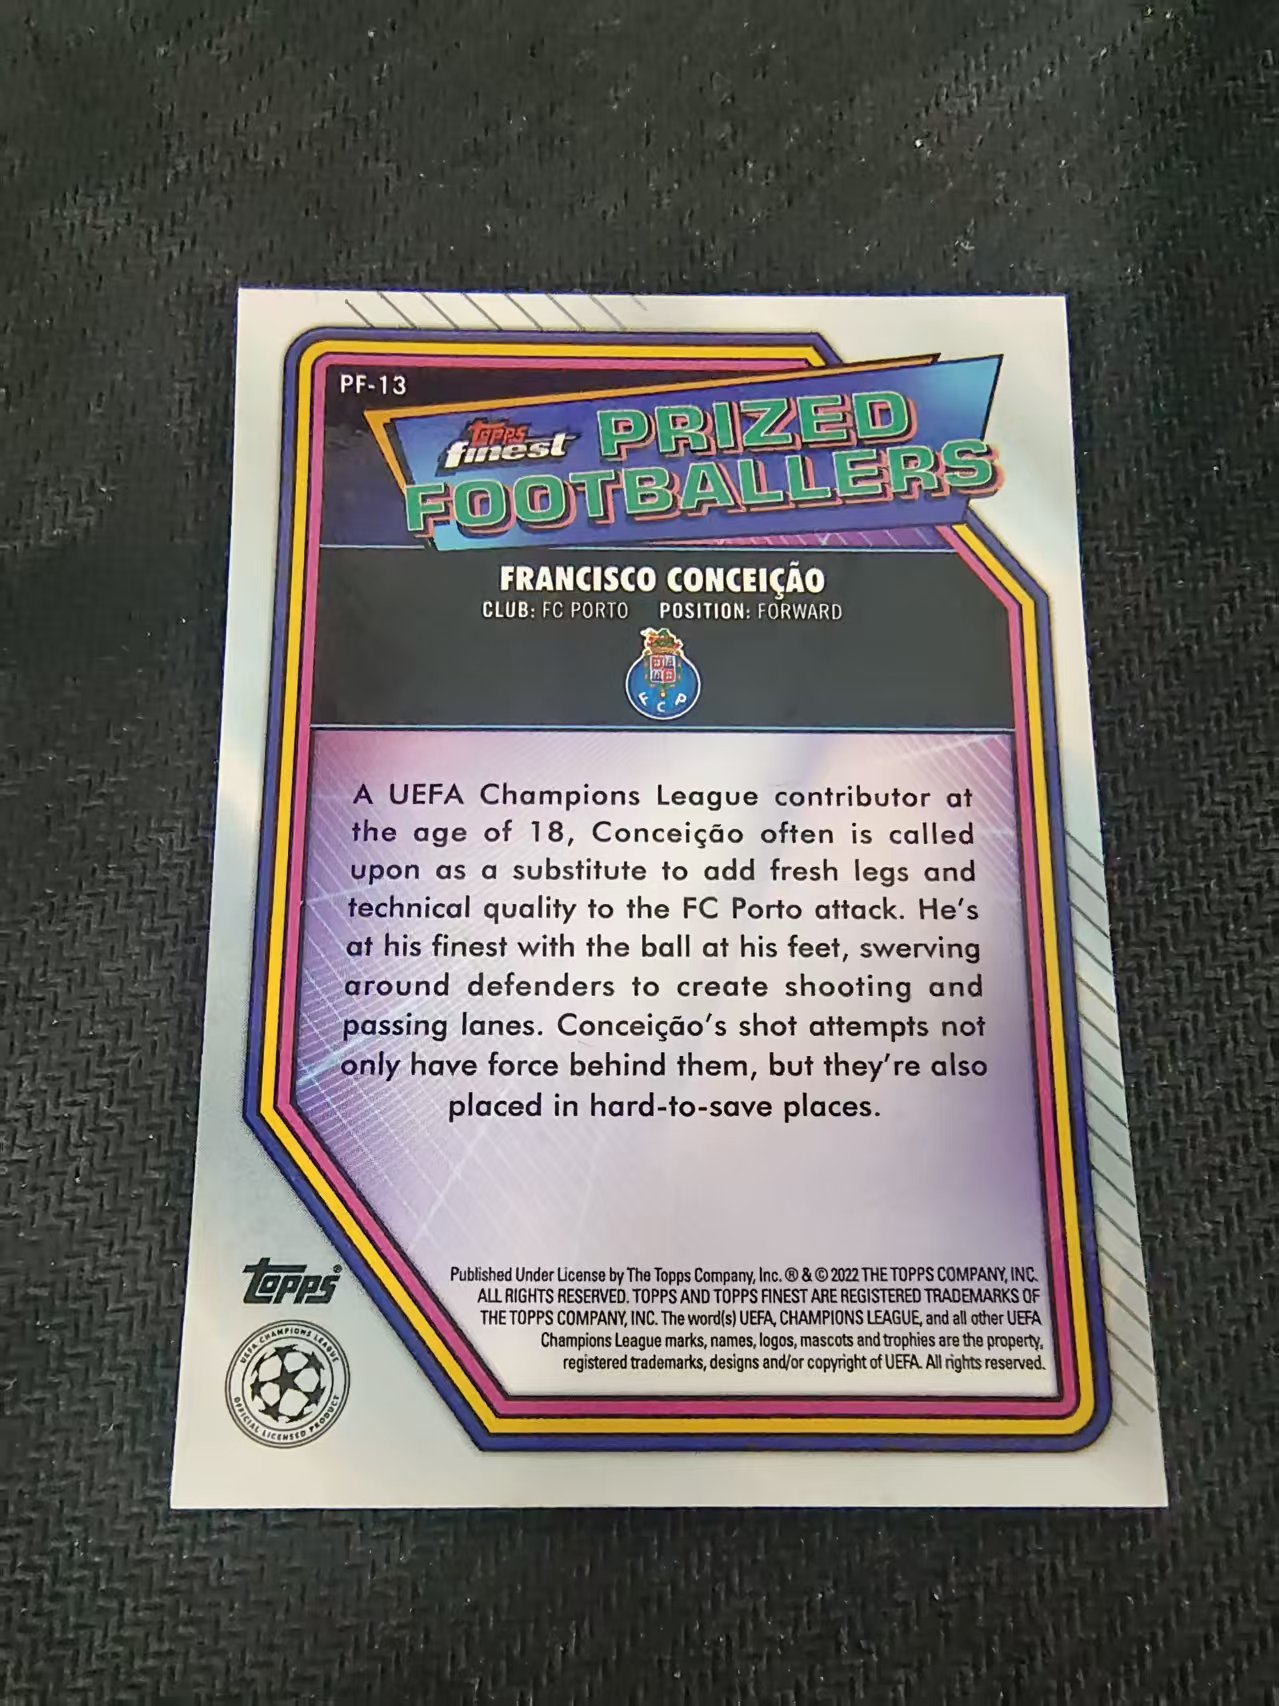 PF-13
Topps
finest
PRIZED
FOOTBALLERS
FRANCISCO CONCEIÇÃO
CLUB: FC PORTO POSITION: FORWARD
F C P
A UEFA Champions League contributor at
the age of 18, Conceição often is called
upon as a substitute to add fresh legs and
technical quality to the FC Porto attack. He's
at his finest with the ball at his feet, swerving
around defenders to create shooting and
passing lanes. Conceição's shot attempts not
only have force behind them, but they're also
placed in hard-to-save places.
Topps®
UEFA CHAMPIONS LEAGUE
OFFICIAL LICENSED PRODUCT
Published Under License by The Topps Company, Inc. ® & © 2022 THE TOPPS COMPANY, INC.
ALL RIGHTS RESERVED. TOPPS AND TOPPS FINEST ARE REGISTERED TRADEMARKS OF
THE TOPPS COMPANY, INC. The word(s) UEFA, CHAMPIONS LEAGUE, and all other UEFA
Champions League marks, names, logos, mascots and trophies are the property,
registered trademarks, designs and/or copyright of UEFA. All rights reserved.